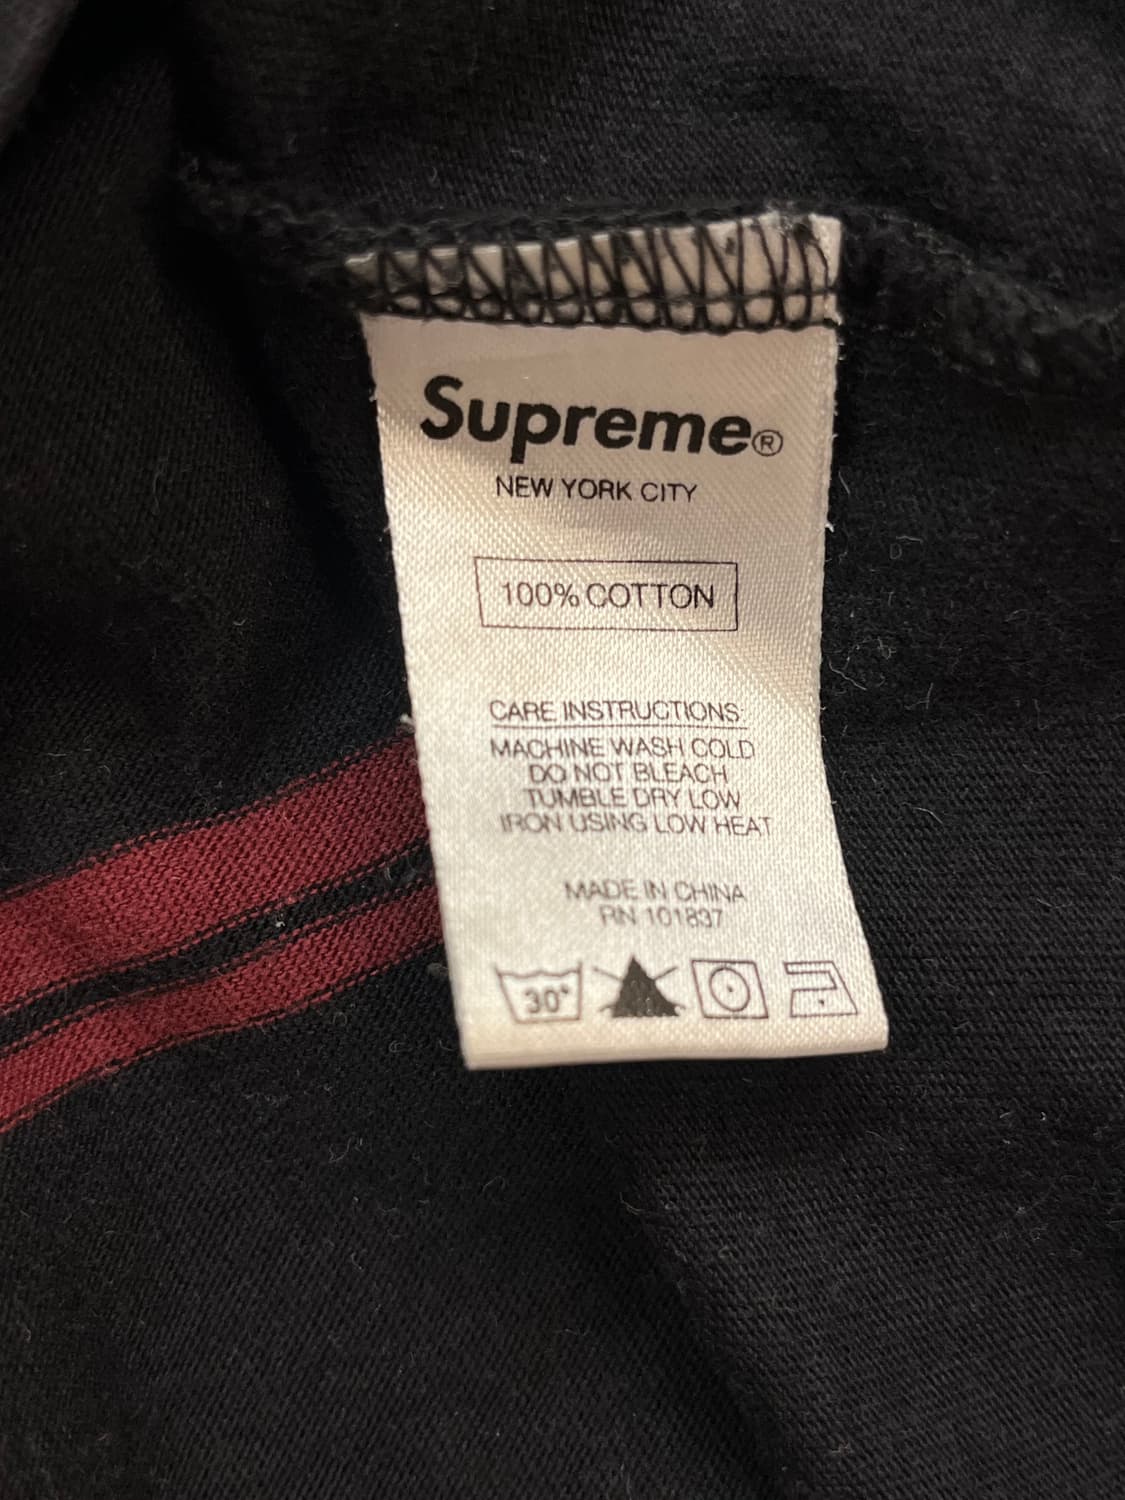 Supreme®
NEW YORK CITY
100% COTTON
CARE INSTRUCTIONS:
MACHINE WASH COLD
DO NOT BLEACH
TUMBLE DRY LOW
IRON USING LOW HEAT
MADE IN CHINA
RN 101837
30°